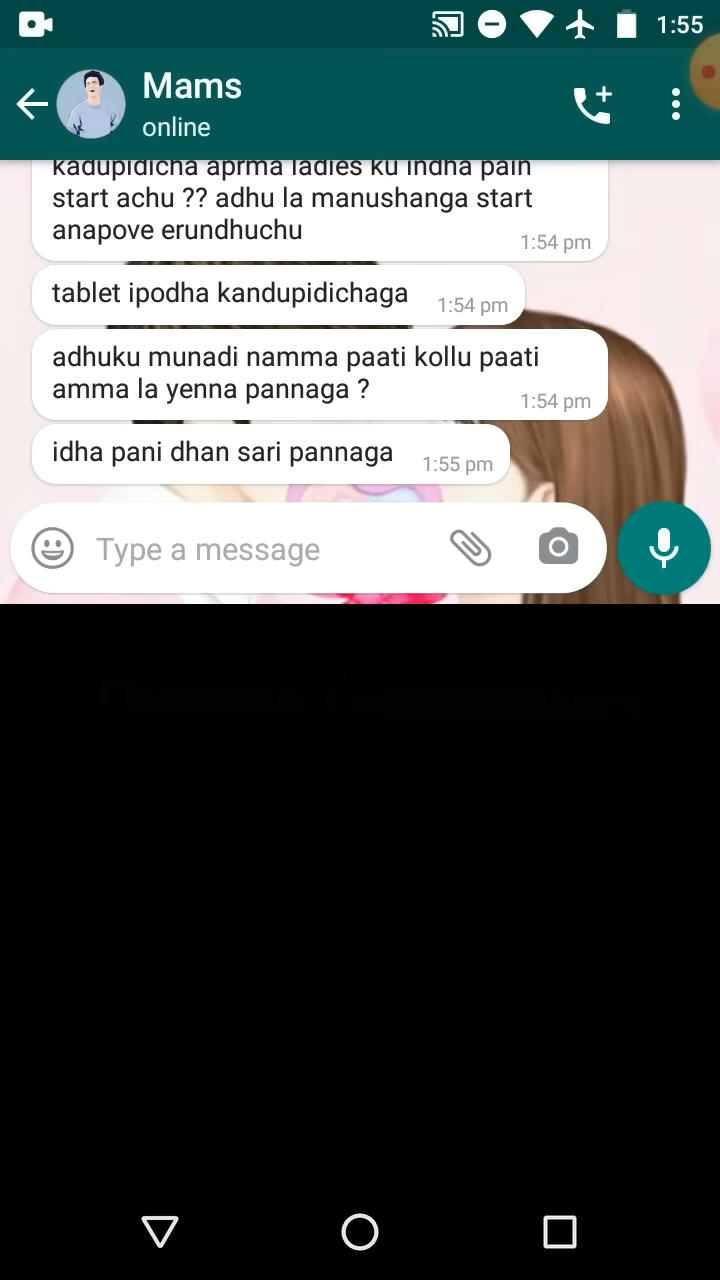 1:55
Mams
online
kadupidicha aprma ladies ku indha pain
start achu ?? adhu la manushanga start
anapove erundhuchu
1:54 pm
tablet ipodha kandupidichaga
1:54 pm
adhuku munadi namma paati kollu paati
amma la yenna pannaga ?
1:54 pm
idha pani dhan sari pannaga
1:55 pm
Type a message